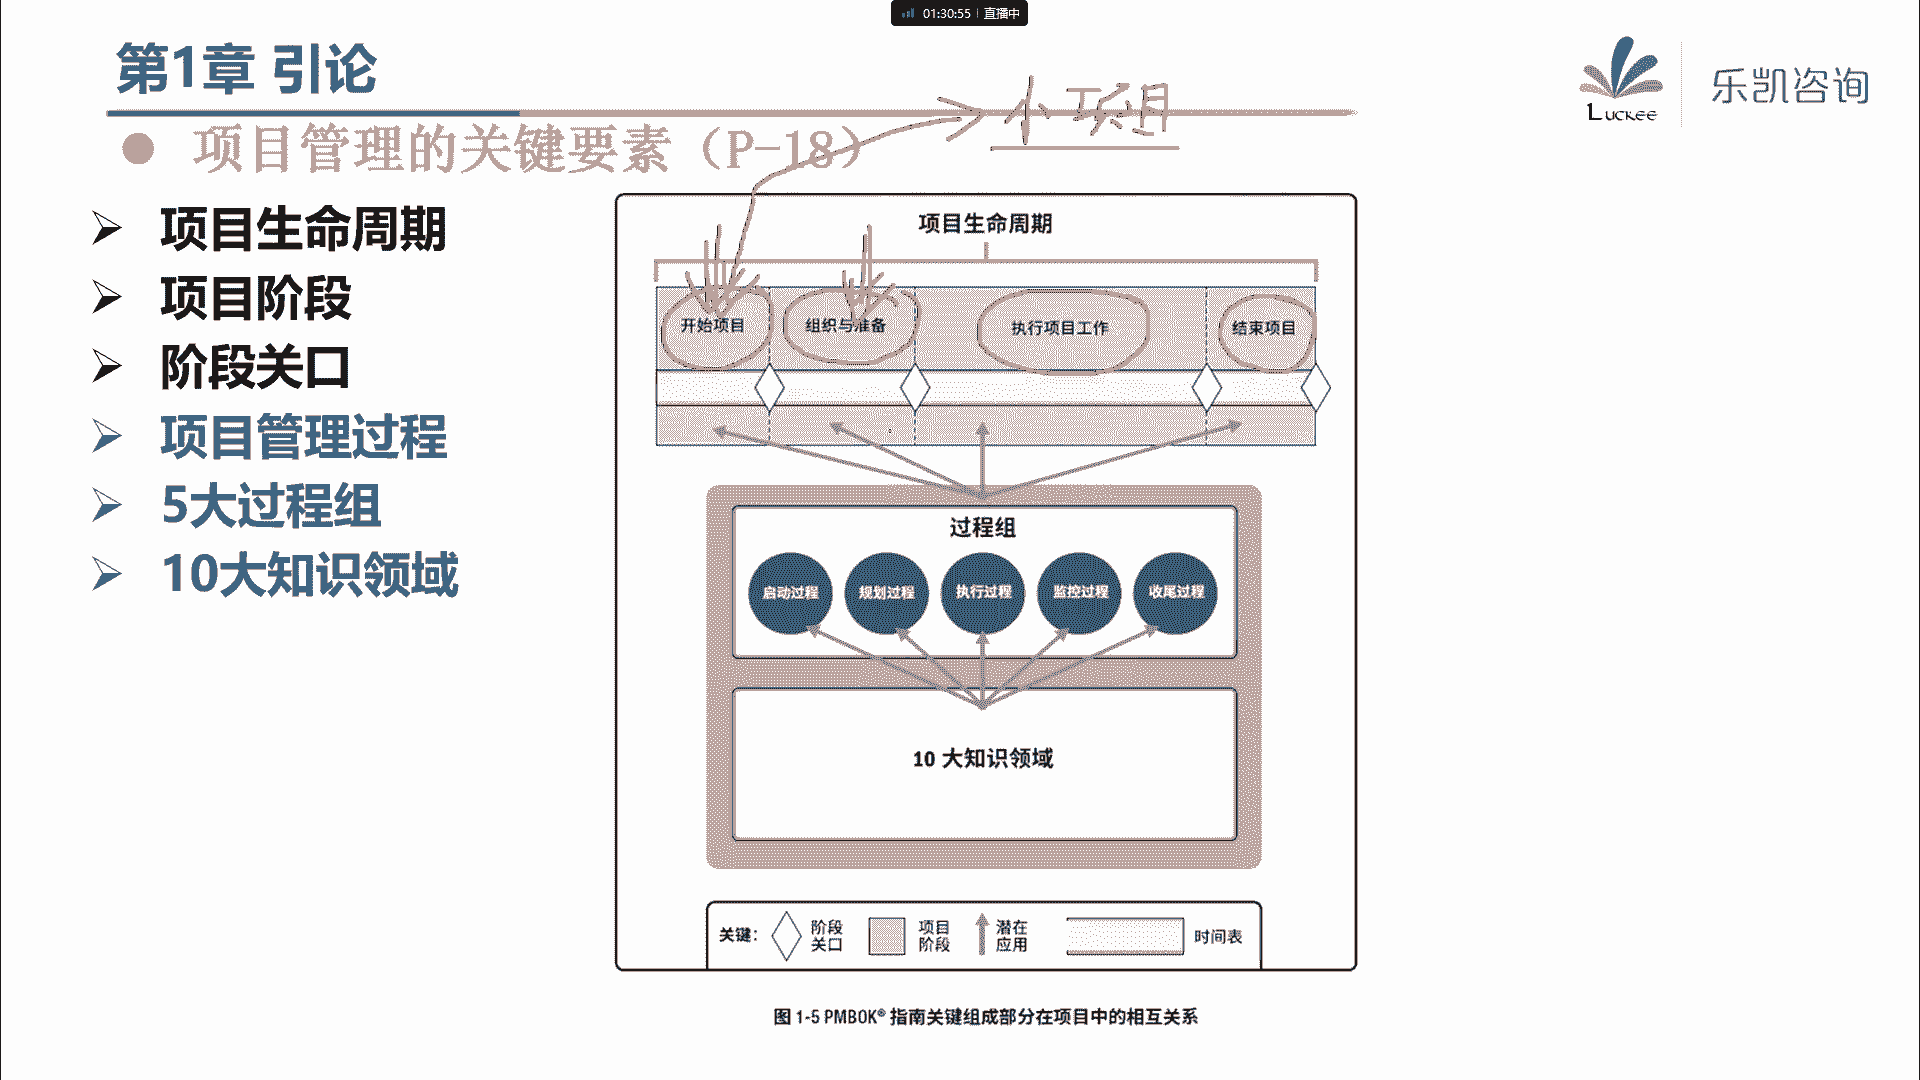 01:30:55 直播中
第1章 引论
LUCKEE 乐凯咨询
小项目
项目管理的关键要素（P-18）
项目生命周期
项目阶段
阶段关口
项目管理过程
5大过程组
10大知识领域
项目生命周期
开始项目 组织与准备 执行项目工作 结束项目
过程组
启动过程 规划过程 执行过程 监控过程 收尾过程
10 大知识领域
关键： 阶段关口 项目阶段 潜在应用 时间表
图 1-5 PMBOK® 指南关键组成部分在项目中的相互关系